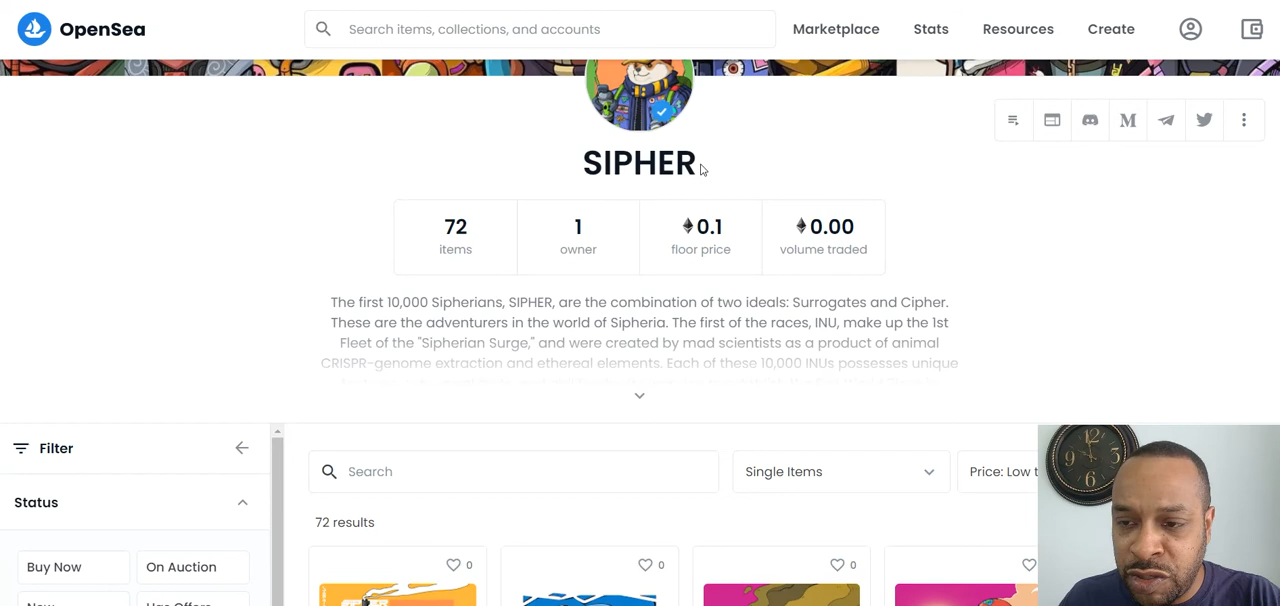 OpenSea
Search items, collections, and accounts
Marketplace
Stats
Resources
Create
SIPHER
72
items
1
owner
0.1
floor price
0.00
volume traded
The first 10,000 Sipherians, SIPHER, are the combination of two ideals: Surrogates and Cipher.
These are the adventurers in the world of Sipheria. The first of the races, INU, make up the 1st
Fleet of the "Sipherian Surge," and were created by mad scientists as a product of animal
CRISPR-genome extraction and ethereal elements. Each of these 10,000 INUs possesses unique
Filter
Search
Single Items
Price: Low t
Status
72 results
Buy Now
On Auction
0
0
0
New
Has Offers